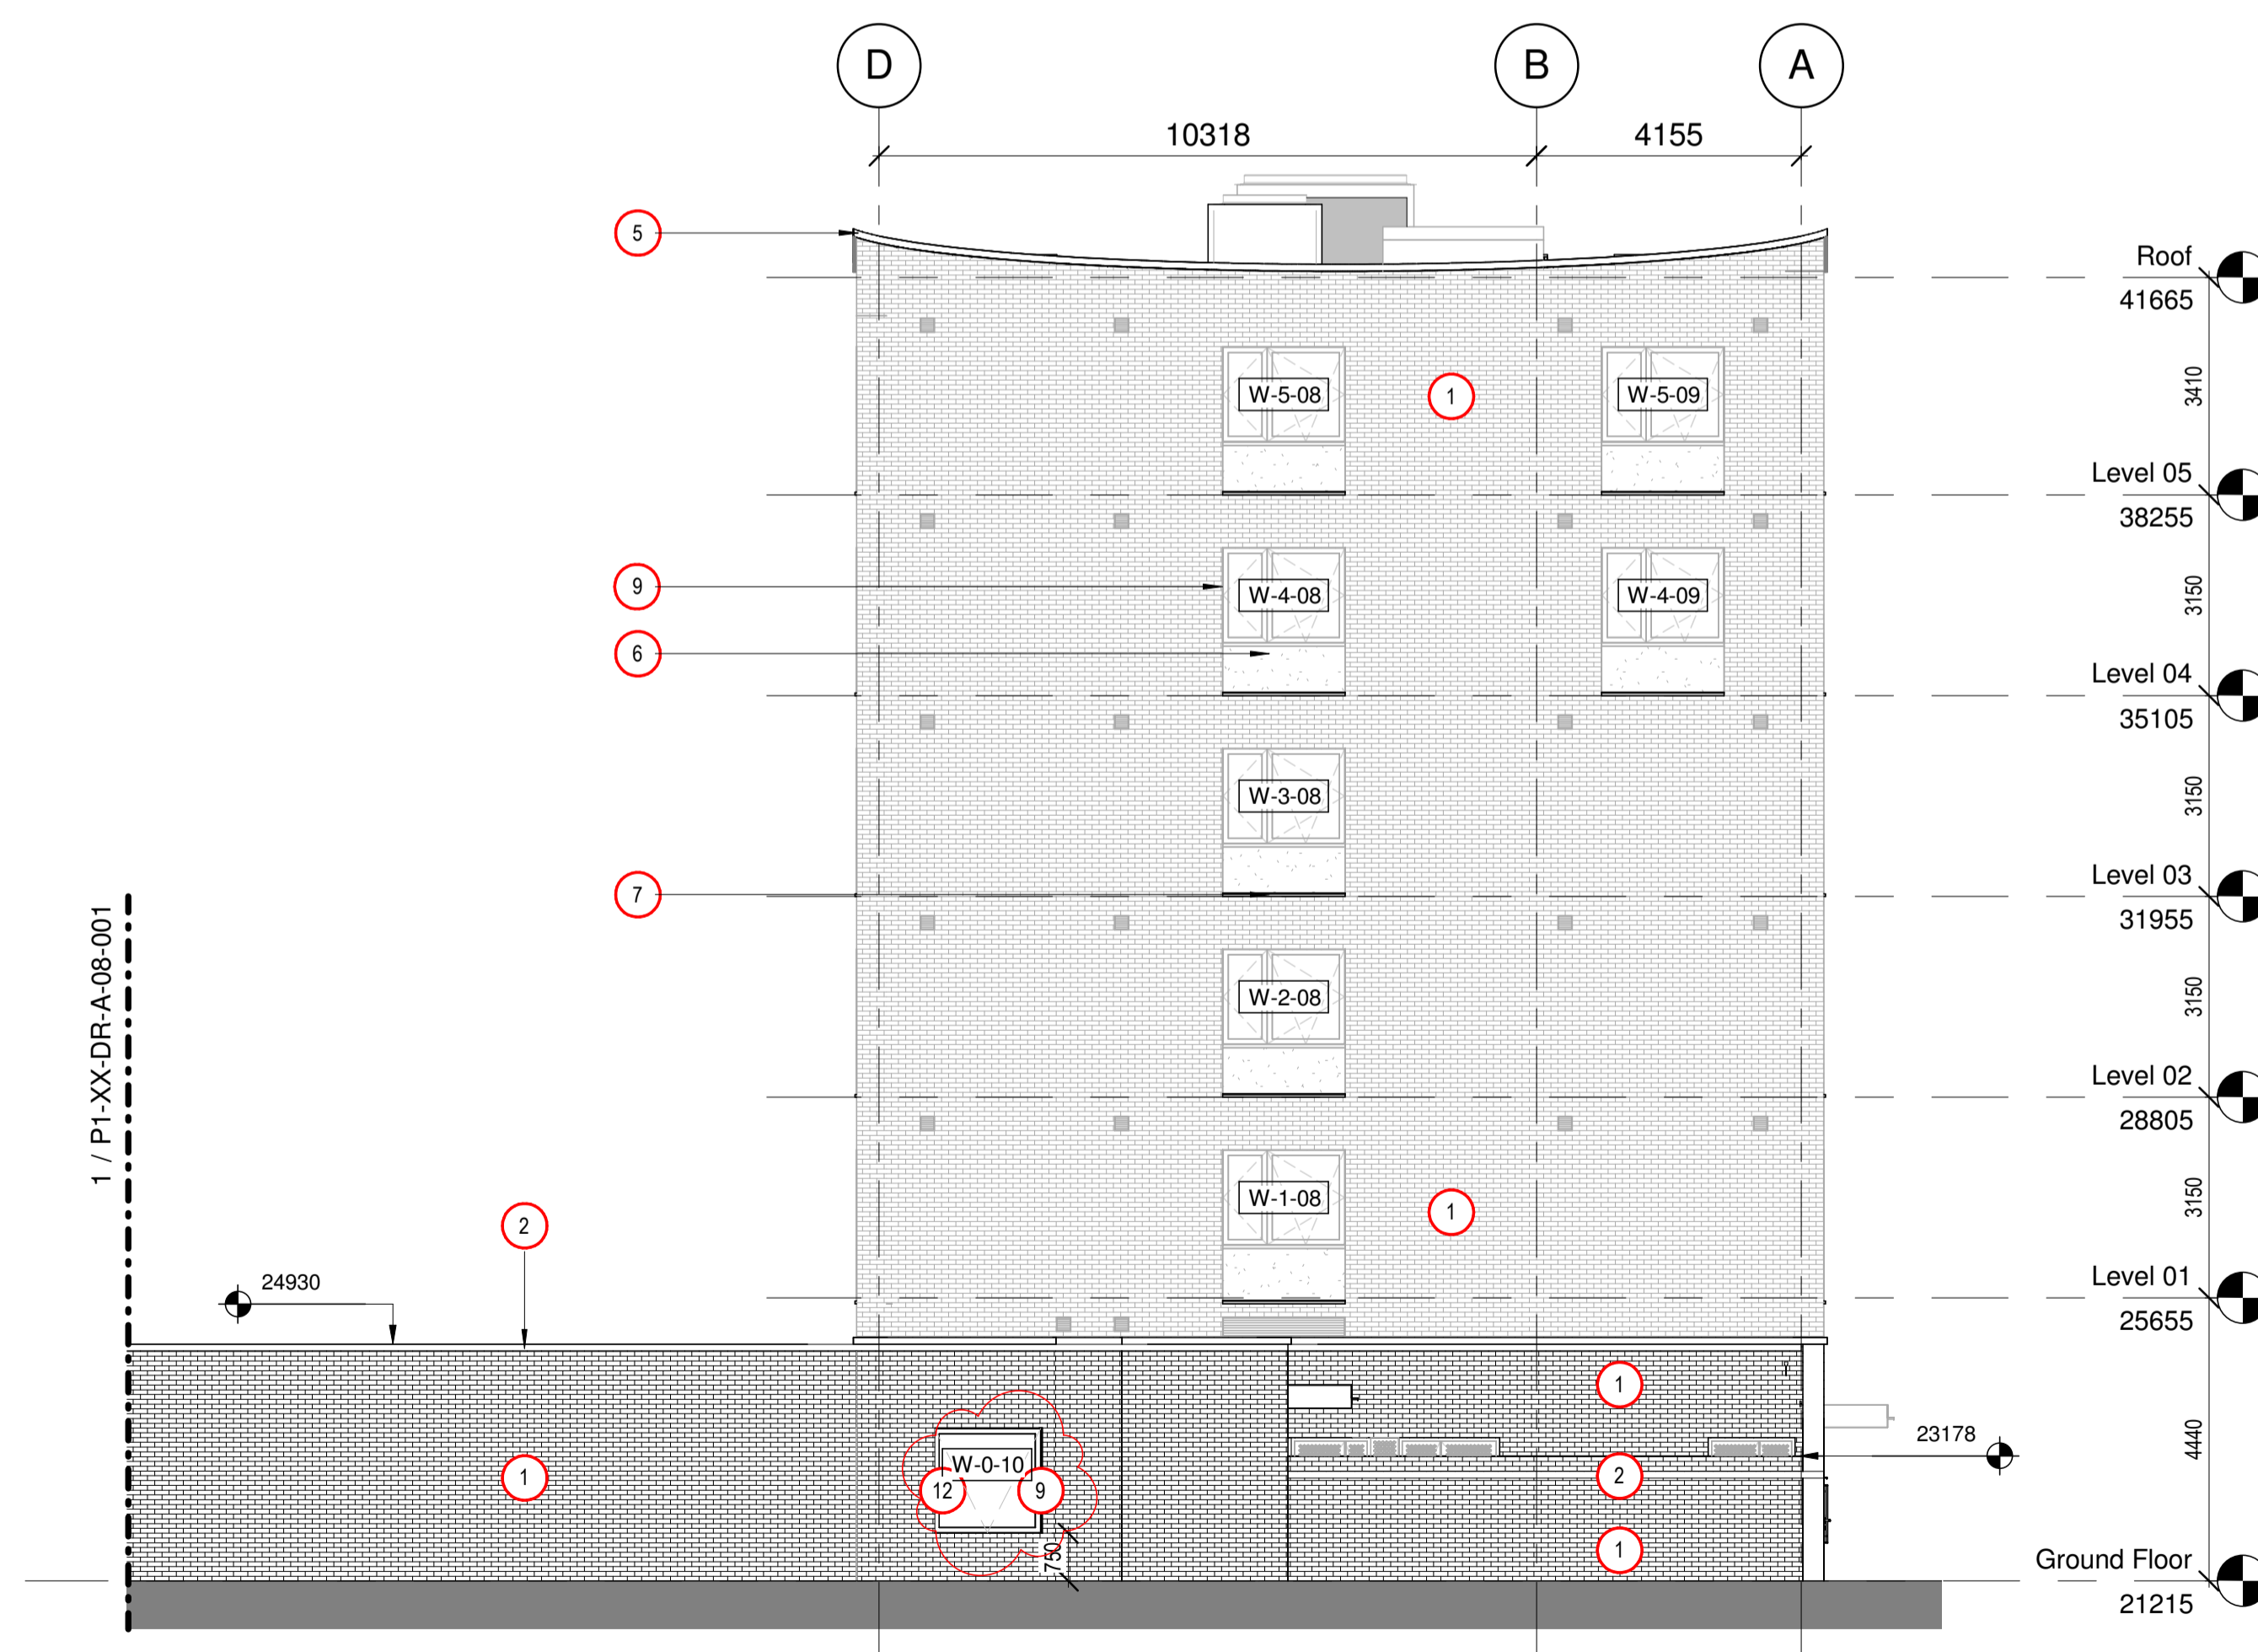 D
B
A
10318
4155
5
Roof
41665
3410
W-5-08
1
W-5-09
Level 05
38255
9
W-4-08
W-4-09
3150
6
Level 04
35105
W-3-08
3150
7
Level 03
31955
1 / P1-XX-DR-A-08-001
W-2-08
3150
Level 02
28805
2
W-1-08
1
3150
24930
Level 01
25655
1
23178
4440
1
W-0-10
12
9
2
750
1
Ground Floor
21215